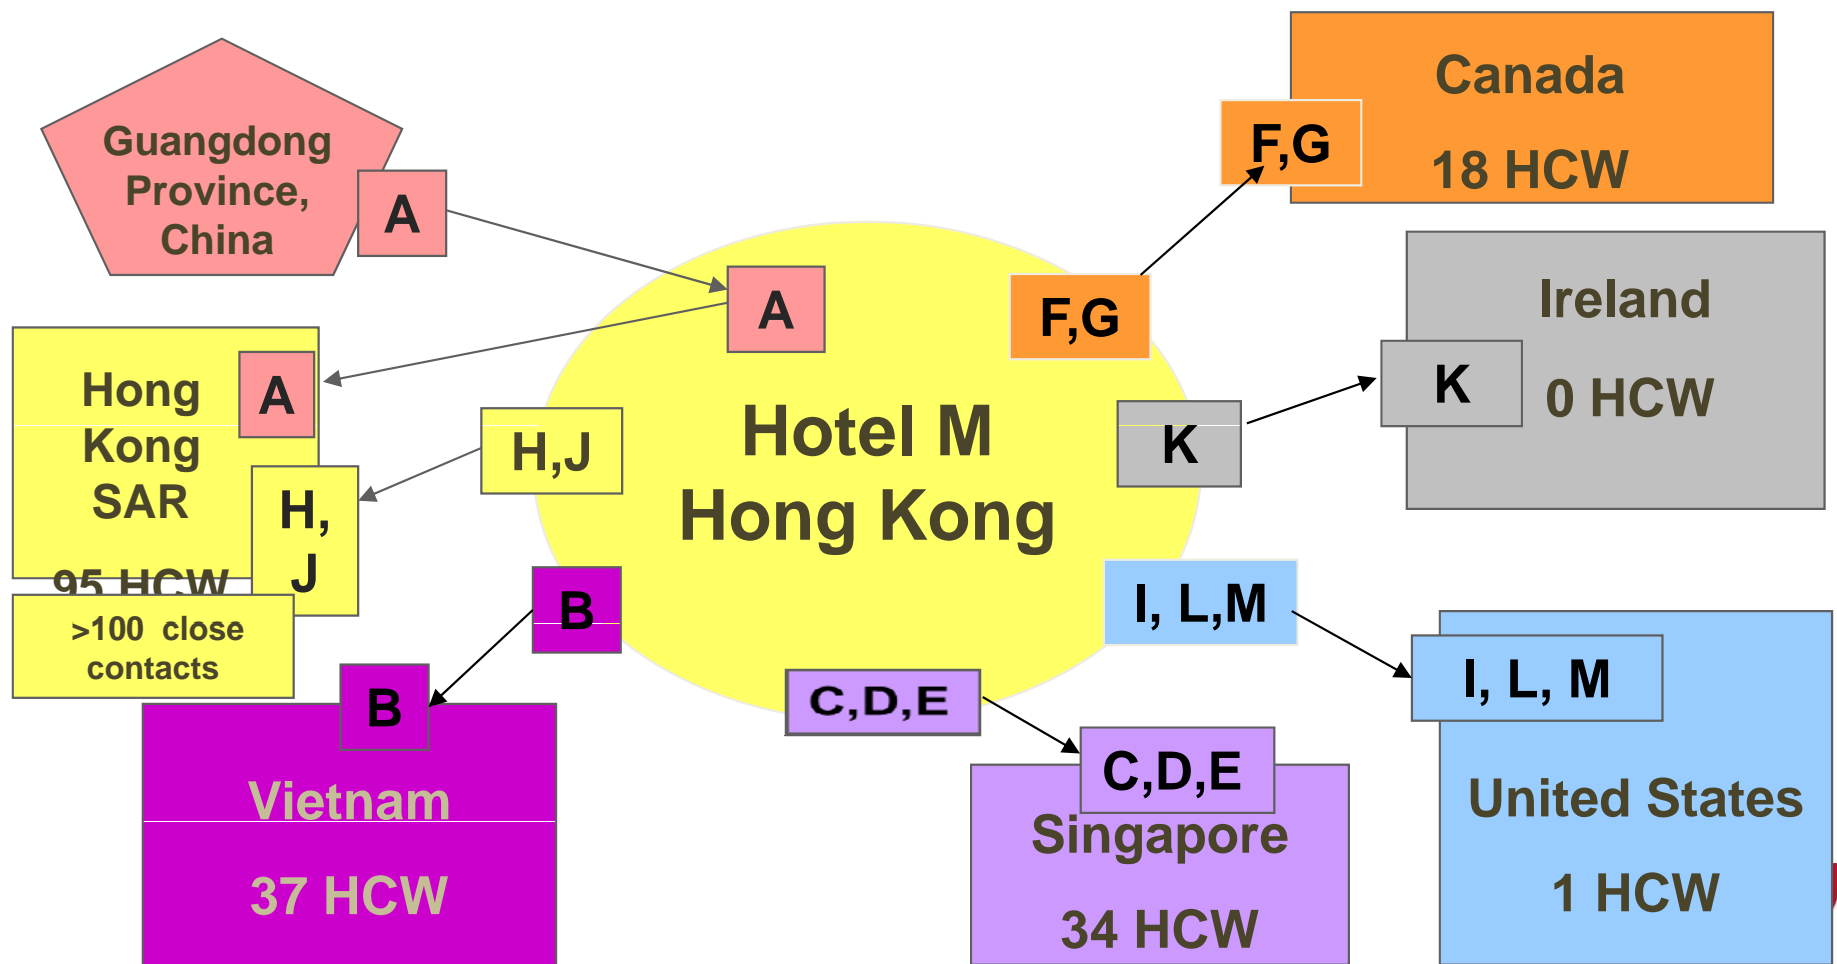 Guangdong
Province,
China
A
A
Hong
Kong
SAR
95 HCW
A
H,
J
>100 close
contacts
H,J
B
B
Vietnam
37 HCW
Hotel M
Hong Kong
C,D,E
C,D,E
Singapore
34 HCW
F,G
F,G
Canada
18 HCW
K
K
Ireland
0 HCW
I, L,M
I, L, M
United States
1 HCW